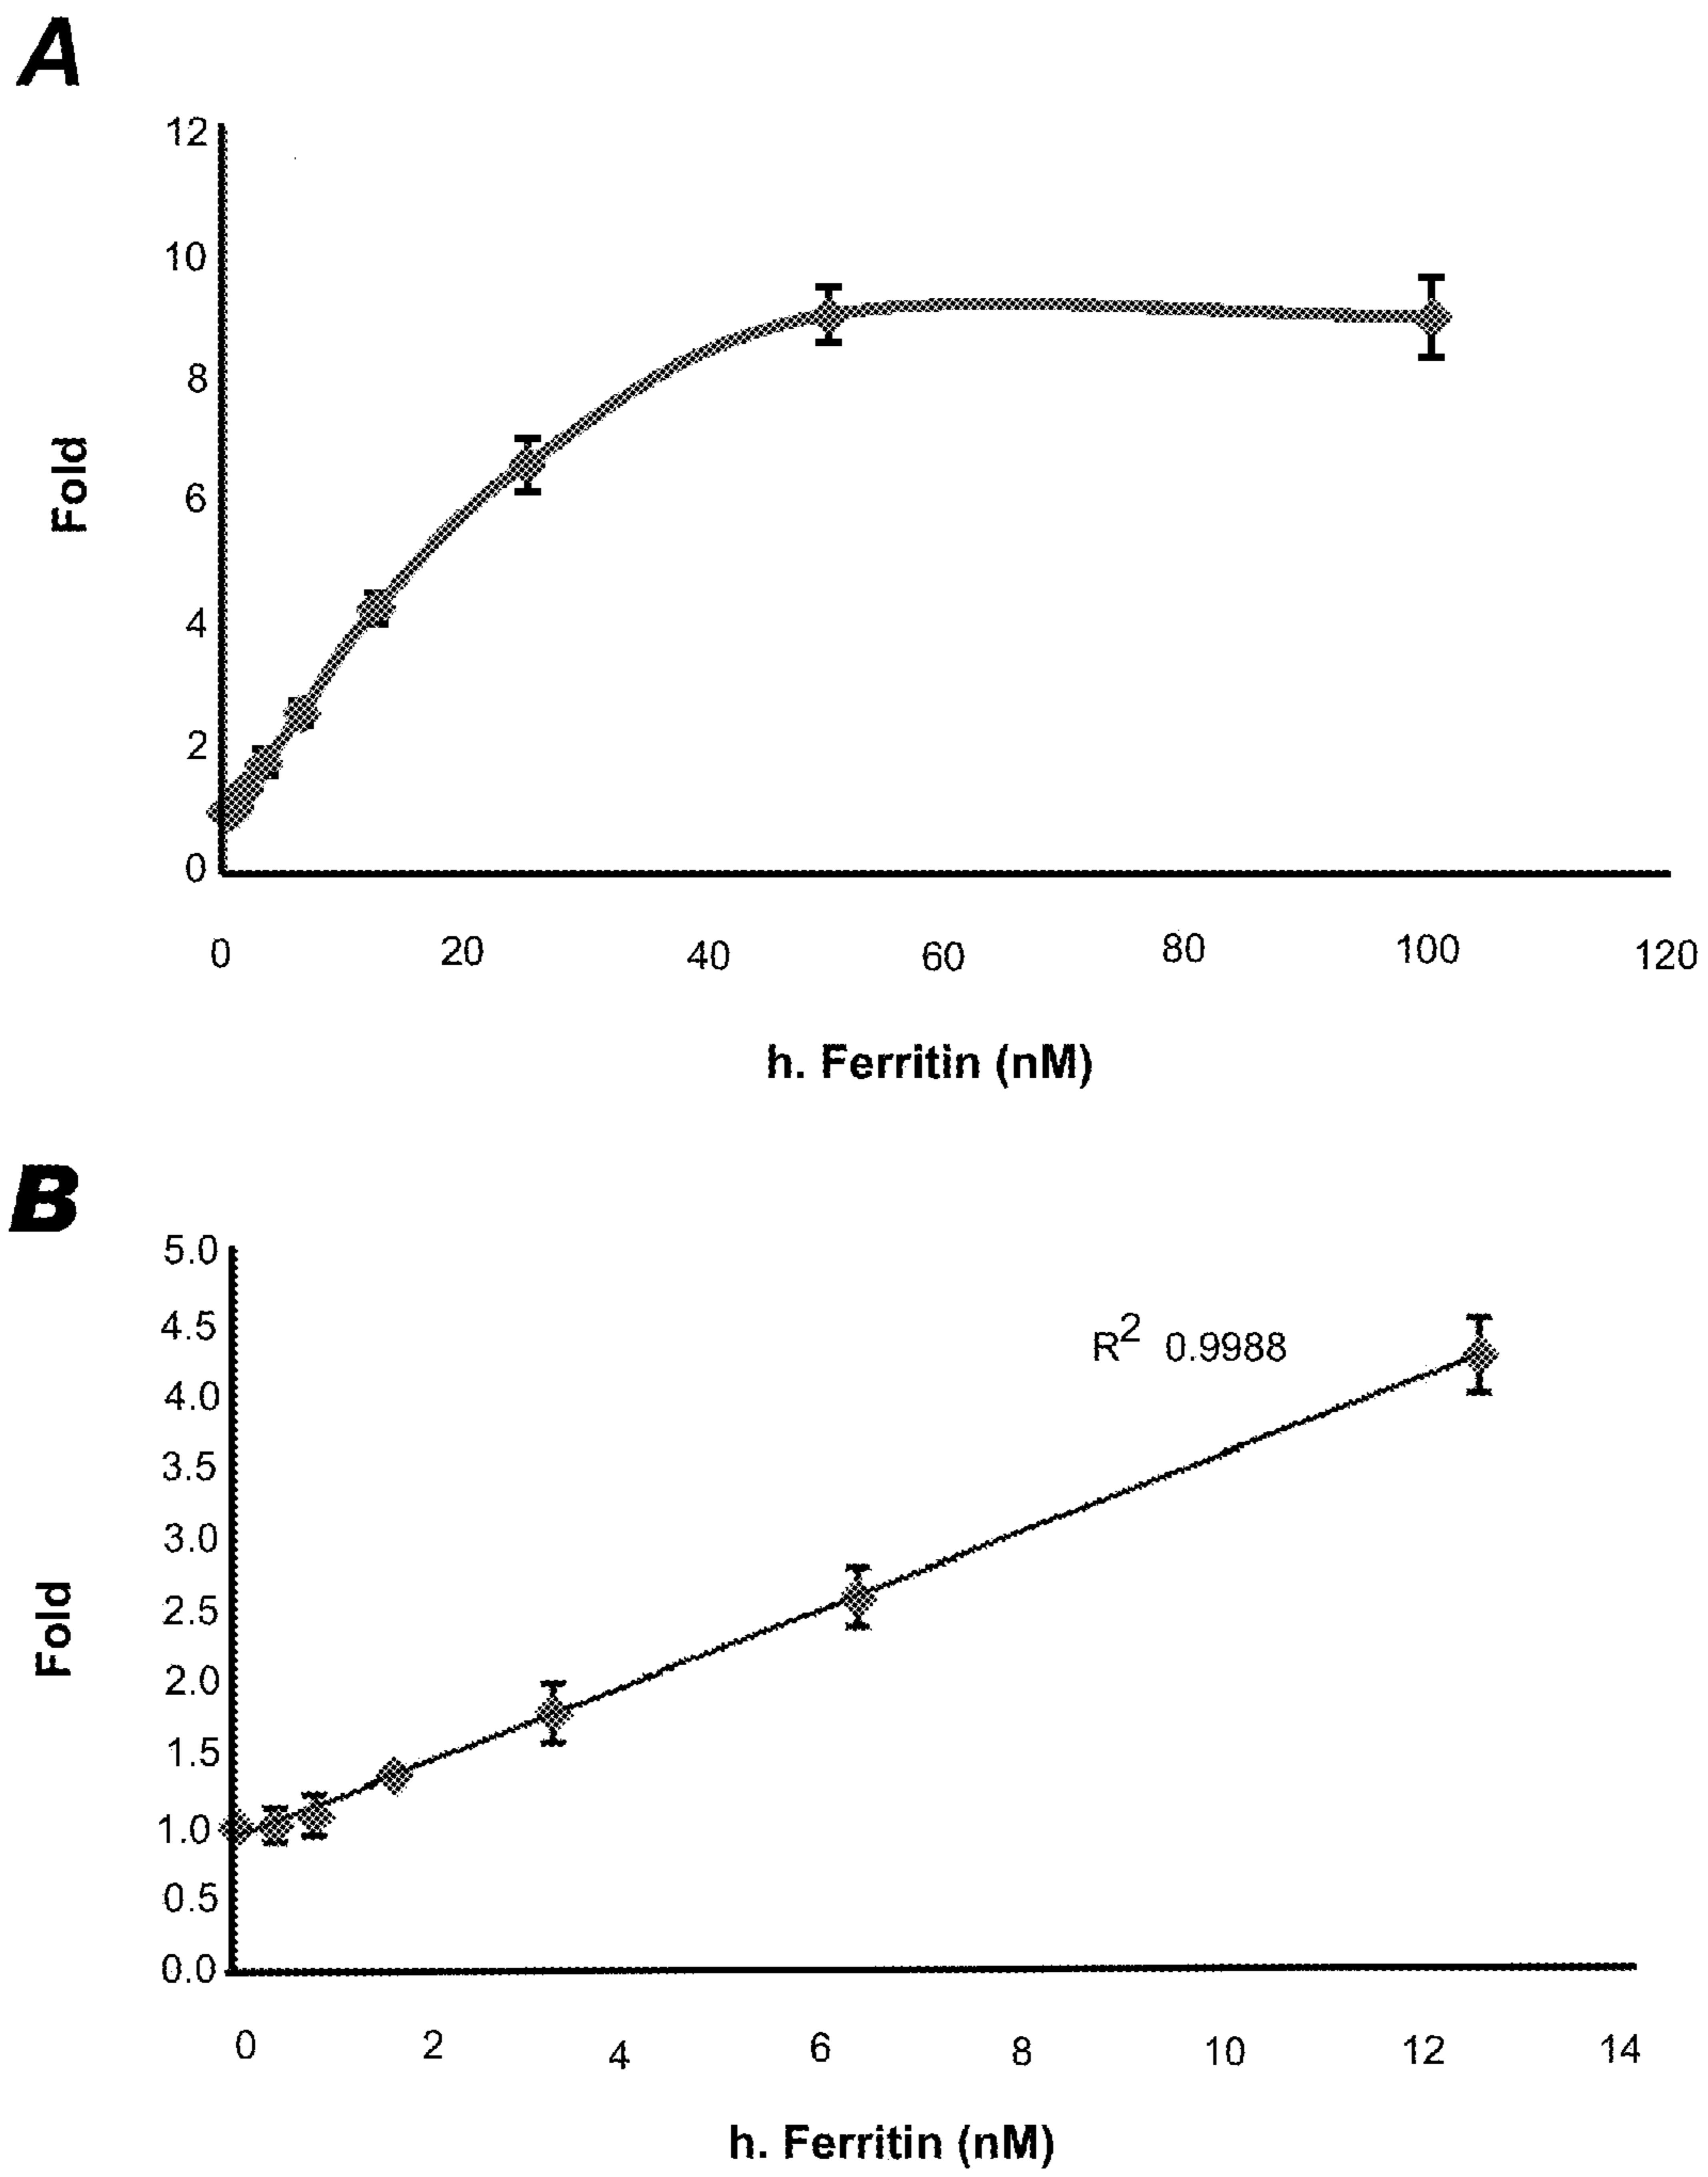 A
12
10
8
6
4
2
0
Fold
0 20 40 60 80 100 120
h. Ferritin (nM)
B
5.0
4.5
4.0
3.5
3.0
2.5
2.0
1.5
1.0
0.5
0.0
Fold
R2 0.9988
0 2 4 6 8 10 12 14
h. Ferritin (nM)